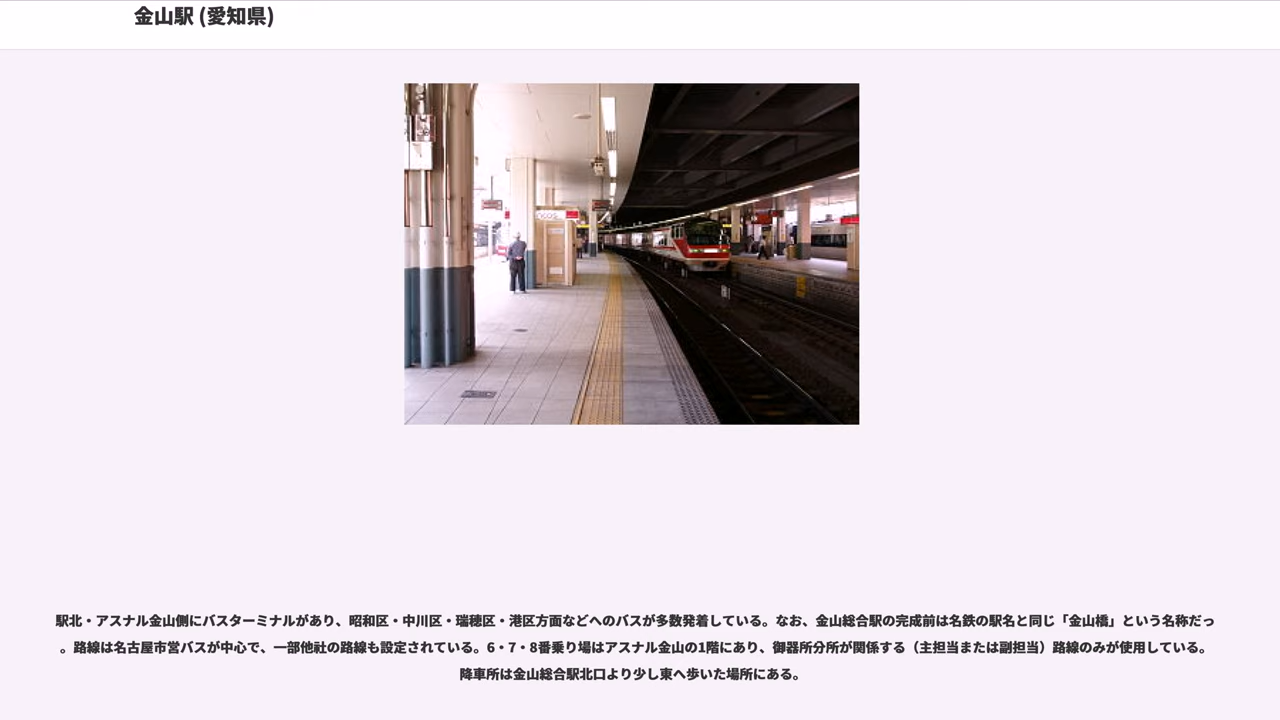 金山駅 (愛知県)
駅北・アスナル金山側にバスターミナルがあり、昭和区・中川区・瑞穂区・港区方面などへのバスが多数発着している。なお、金山総合駅の完成前は名鉄の駅名と同じ「金山橋」という名称だっ
。路線は名古屋市営バスが中心で、一部他社の路線も設定されている。6・7・8番乗り場はアスナル金山の1階にあり、御器所分所が関係する（主担当または副担当）路線のみが使用している。
降車所は金山総合駅北口より少し東へ歩いた場所にある。